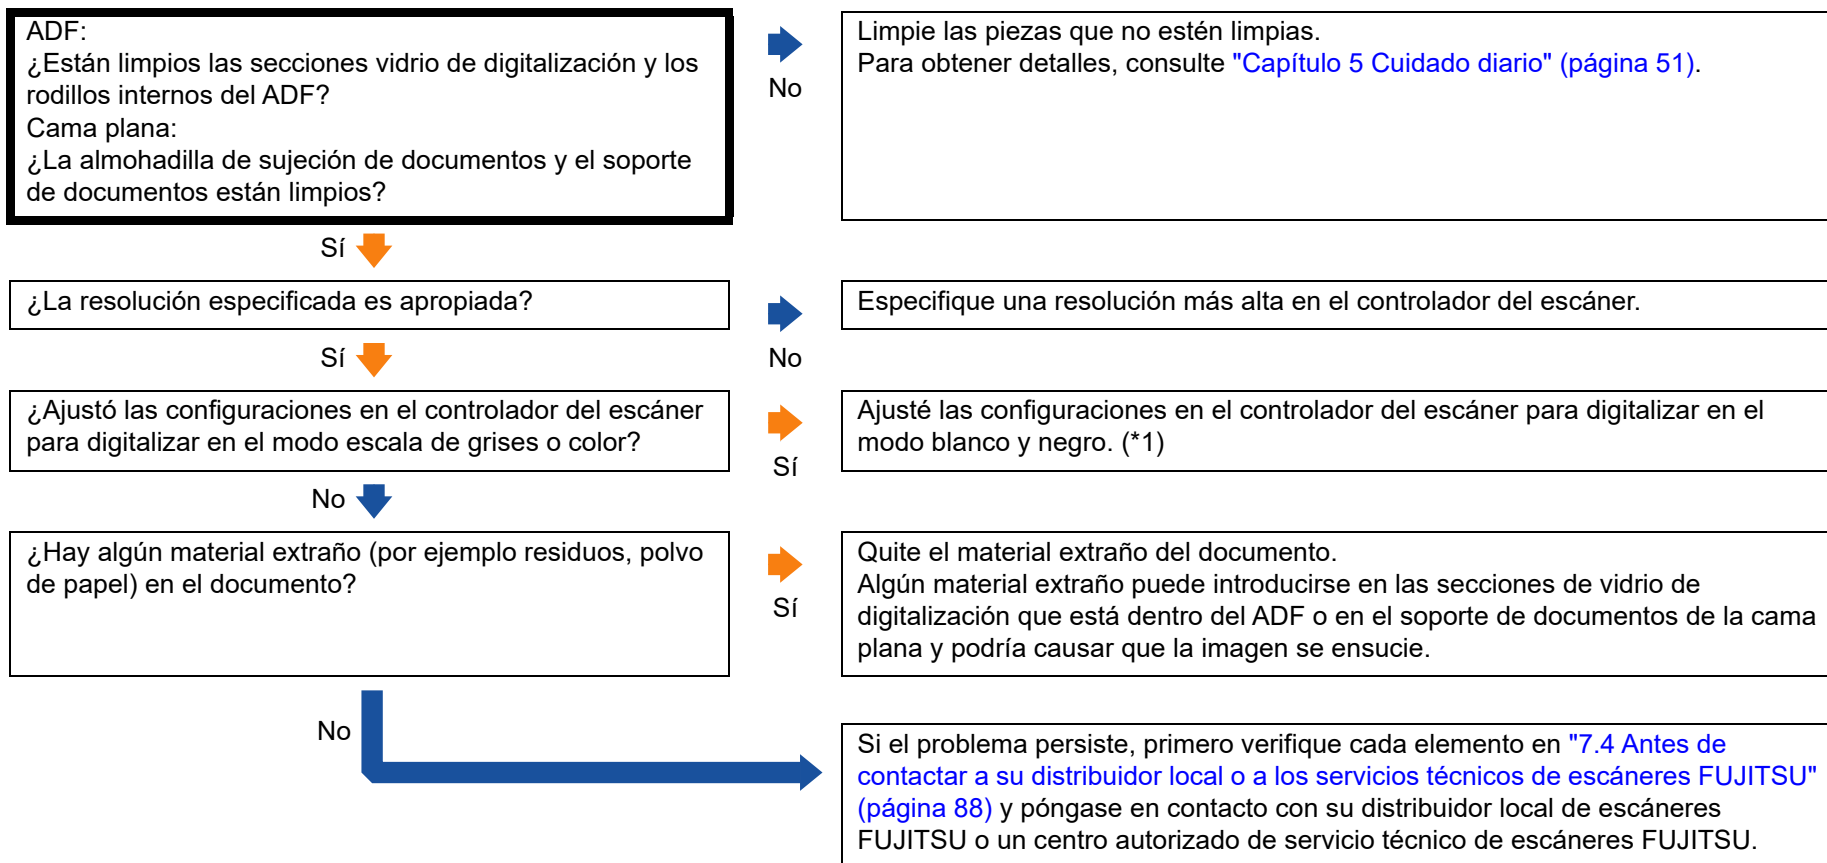 ADF:
¿Están limpios las secciones vidrio de digitalización y los
rodillos internos del ADF?
Cama plana:
¿La almohadilla de sujeción de documentos y el soporte
de documentos están limpios?
No
Limpie las piezas que no estén limpias.
Para obtener detalles, consulte "Capítulo 5 Cuidado diario" (página 51).
Sí
¿La resolución especificada es apropiada?
No
Especifique una resolución más alta en el controlador del escáner.
Sí
¿Ajustó las configuraciones en el controlador del escáner
para digitalizar en el modo escala de grises o color?
Sí
Ajusté las configuraciones en el controlador del escáner para digitalizar en el
modo blanco y negro. (*1)
No
¿Hay algún material extraño (por ejemplo residuos, polvo
de papel) en el documento?
Sí
Quite el material extraño del documento.
Algún material extraño puede introducirse en las secciones de vidrio de
digitalización que está dentro del ADF o en el soporte de documentos de la cama
plana y podría causar que la imagen se ensucie.
No
Si el problema persiste, primero verifique cada elemento en "7.4 Antes de
contactar a su distribuidor local o a los servicios técnicos de escáneres FUJITSU"
(página 88) y póngase en contacto con su distribuidor local de escáneres
FUJITSU o un centro autorizado de servicio técnico de escáneres FUJITSU.